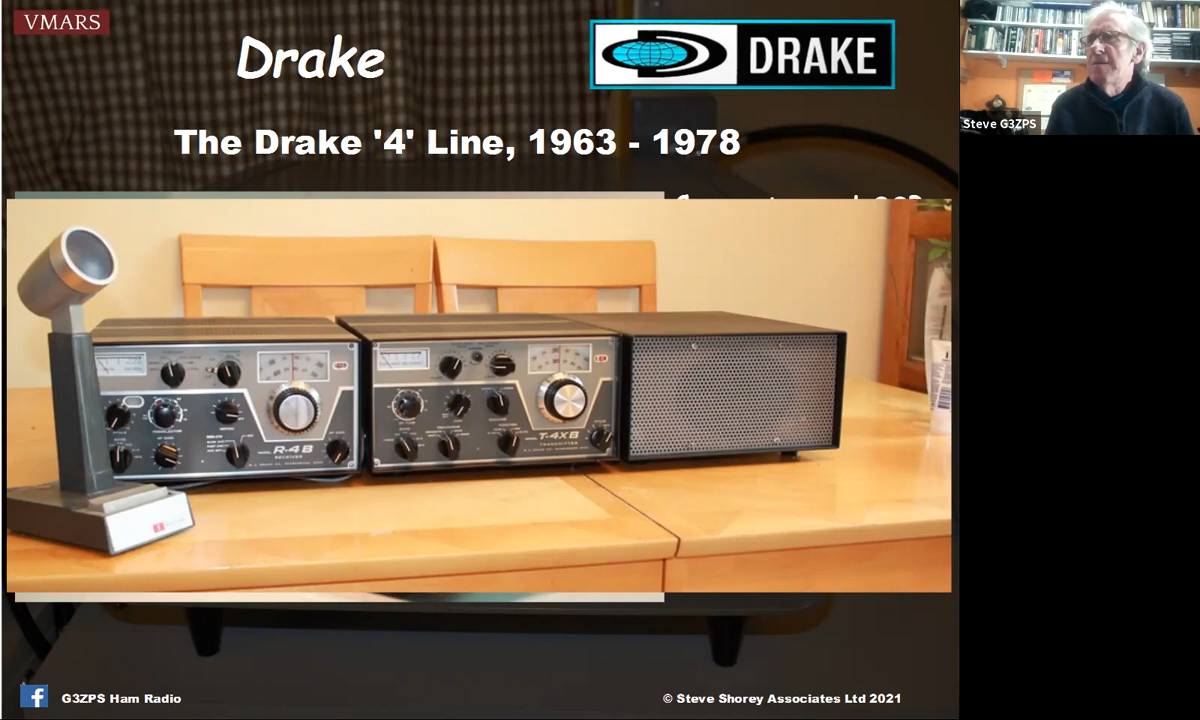 VMARS
Drake
DRAKE
The Drake '4' Line, 1963 - 1978
Steve G3ZPS
R-4B
RECEIVER
T-4XB
TRANSMITTER
G3ZPS Ham Radio
© Steve Shorey Associates Ltd 2021